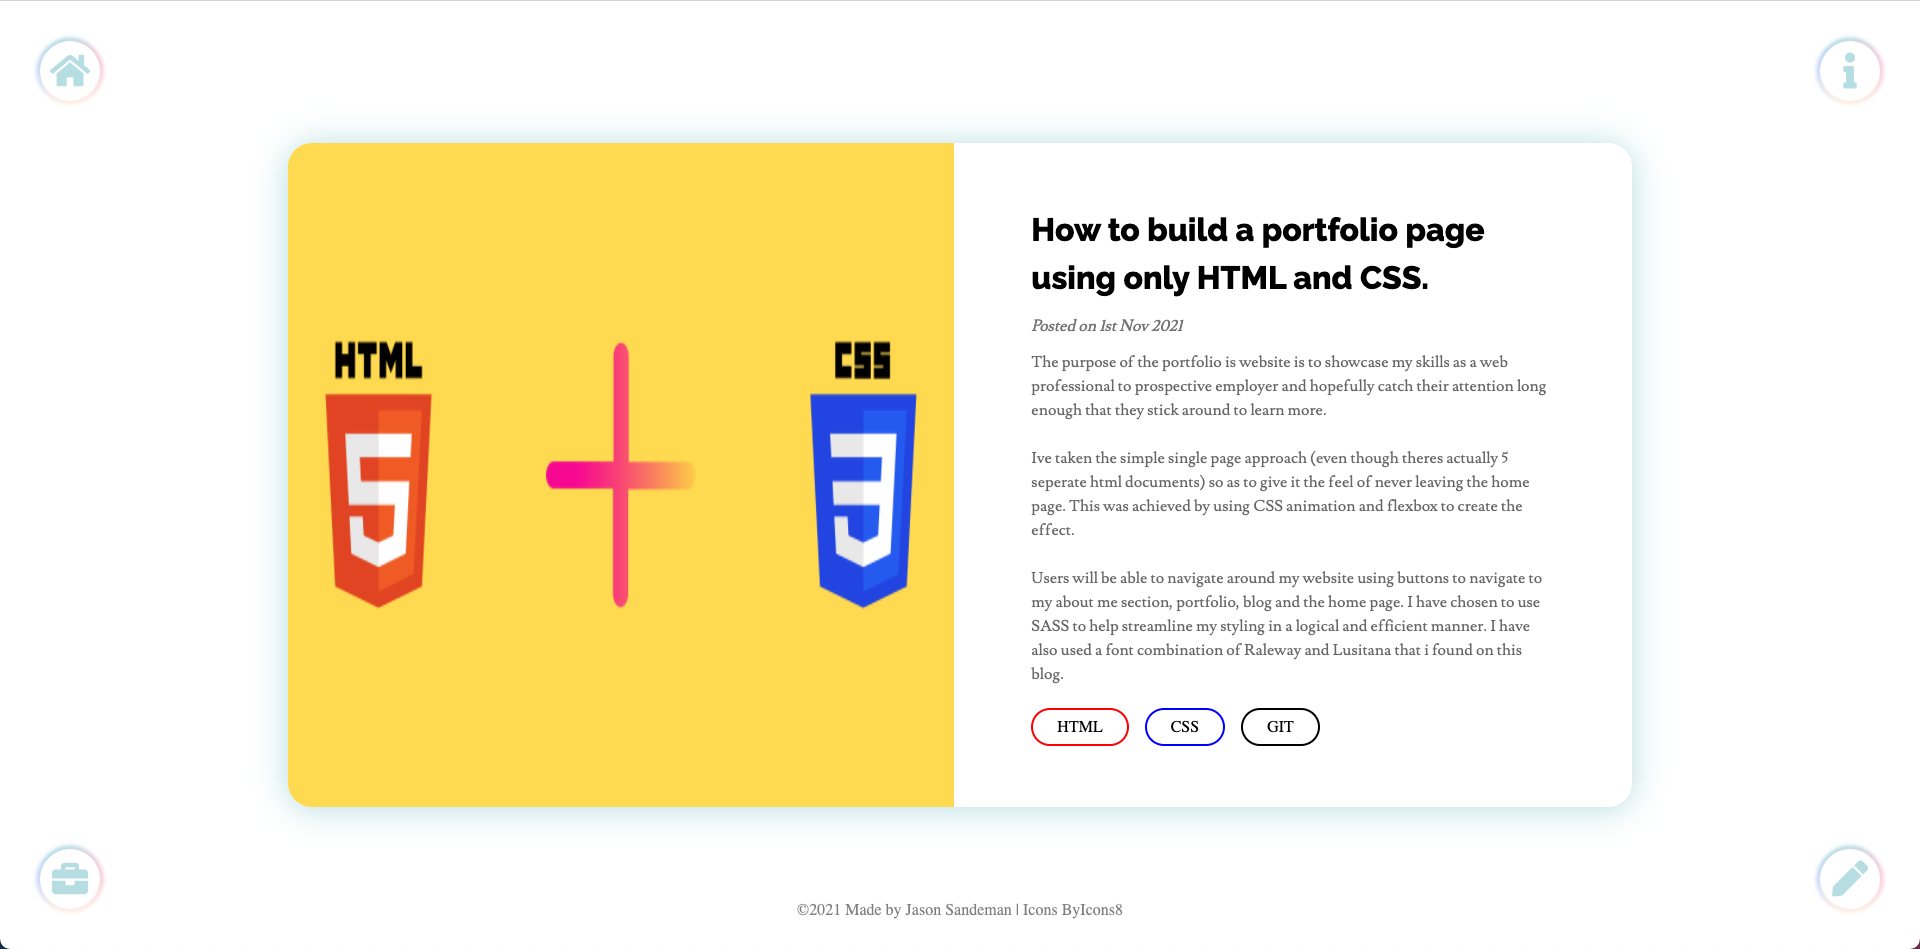 HTML
CSS
5
3
How to build a portfolio page
using only HTML and CSS.
Posted on 1st Nov 2021
The purpose of the portfolio is website is to showcase my skills as a web
professional to prospective employer and hopefully catch their attention long
enough that they stick around to learn more.
Ive taken the simple single page approach (even though theres actually 5
seperate html documents) so as to give it the feel of never leaving the home
page. This was achieved by using CSS animation and flexbox to create the
effect.
Users will be able to navigate around my website using buttons to navigate to
my about me section, portfolio, blog and the home page. I have chosen to use
SASS to help streamline my styling in a logical and efficient manner. I have
also used a font combination of Raleway and Lusitana that i found on this
blog.
HTML CSS GIT
©2021 Made by Jason Sandeman | Icons ByIcons8